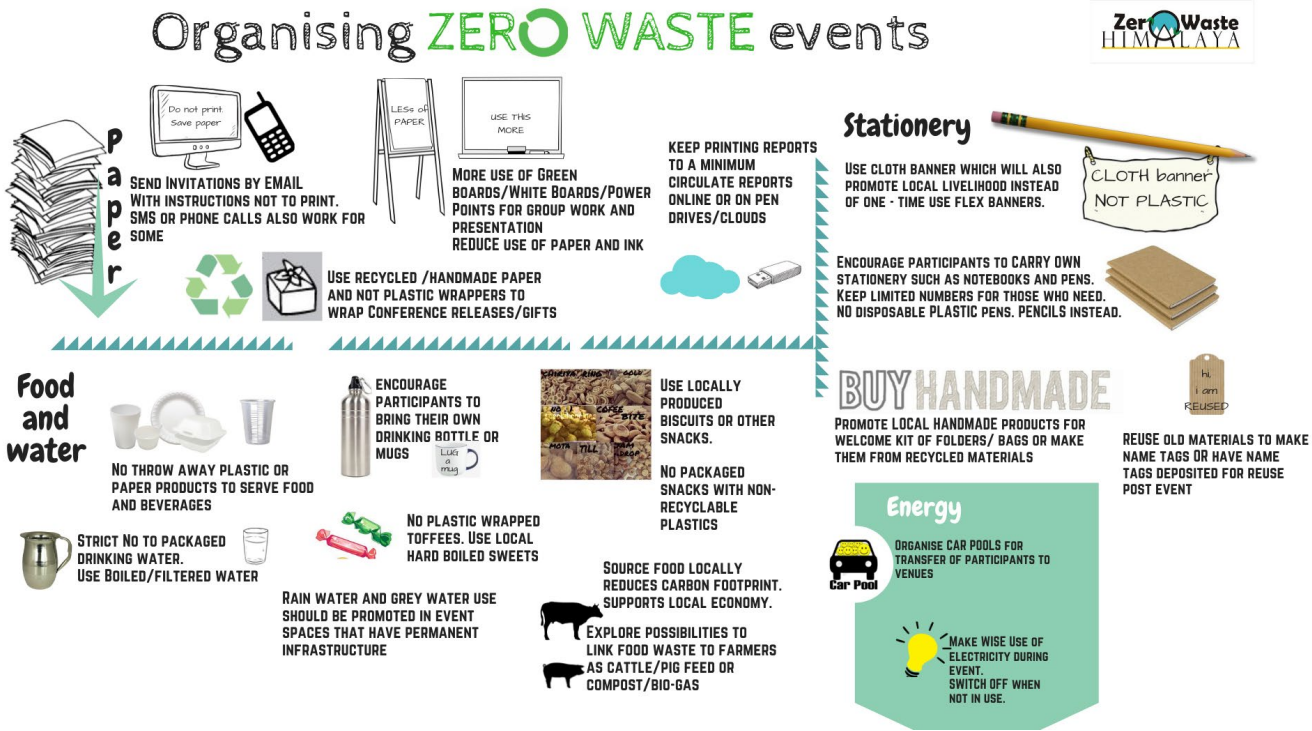 Organising ZERO WASTE events
Zero Waste
HIMALAYA
Paper
Do not print.
Save paper
SEND INVITATIONS BY EMAIL
WITH INSTRUCTIONS NOT TO PRINT.
SMS OR PHONE CALLS ALSO WORK FOR
SOME
LESS of
PAPER
USE THIS
MORE
MORE USE OF GREEN
BOARDS/WHITE BOARDS/POWER
POINTS FOR GROUP WORK AND
PRESENTATION
REDUCE USE OF PAPER AND INK
KEEP PRINTING REPORTS
TO A MINIMUM
CIRCULATE REPORTS
ONLINE OR ON PEN
DRIVES/CLOUDS
USE RECYCLED /HANDMADE PAPER
AND NOT PLASTIC WRAPPERS TO
WRAP CONFERENCE RELEASES/GIFTS
Stationery
USE CLOTH BANNER WHICH WILL ALSO
PROMOTE LOCAL LIVELIHOOD INSTEAD
OF ONE - TIME USE FLEX BANNERS.
CLOTH banner
NOT PLASTIC
ENCOURAGE PARTICIPANTS TO CARRY OWN
STATIONERY SUCH AS NOTEBOOKS AND PENS.
KEEP LIMITED NUMBERS FOR THOSE WHO NEED.
NO DISPOSABLE PLASTIC PENS. PENCILS INSTEAD.
BUY HANDMADE
PROMOTE LOCAL HANDMADE PRODUCTS FOR
WELCOME KIT OF FOLDERS/ BAGS OR MAKE
THEM FROM RECYCLED MATERIALS
hi,
i am
REUSED
REUSE OLD MATERIALS TO MAKE
NAME TAGS OR HAVE NAME
TAGS DEPOSITED FOR REUSE
POST EVENT
Food
and
water
NO THROW AWAY PLASTIC OR
PAPER PRODUCTS TO SERVE FOOD
AND BEVERAGES
ENCOURAGE
PARTICIPANTS TO
BRING THEIR OWN
DRINKING BOTTLE OR
MUGS
LUG
a
mug
CHIRIYA RING GOLD
NO. 1 COFEE
BITE
MOTA TILL
DROP
USE LOCALLY
PRODUCED
BISCUITS OR OTHER
SNACKS.
NO PACKAGED
SNACKS WITH NON-
RECYCLABLE
PLASTICS
STRICT NO TO PACKAGED
DRINKING WATER.
USE BOILED/FILTERED WATER
NO PLASTIC WRAPPED
TOFFEES. USE LOCAL
HARD BOILED SWEETS
RAIN WATER AND GREY WATER USE
SHOULD BE PROMOTED IN EVENT
SPACES THAT HAVE PERMANENT
INFRASTRUCTURE
SOURCE FOOD LOCALLY
REDUCES CARBON FOOTPRINT.
SUPPORTS LOCAL ECONOMY.
EXPLORE POSSIBILITIES TO
LINK FOOD WASTE TO FARMERS
AS CATTLE/PIG FEED OR
COMPOST/BIO-GAS
Energy
Car Pool
ORGANISE CAR POOLS FOR
TRANSFER OF PARTICIPANTS TO
VENUES
MAKE WISE USE OF
ELECTRICITY DURING
EVENT.
SWITCH OFF WHEN
NOT IN USE.